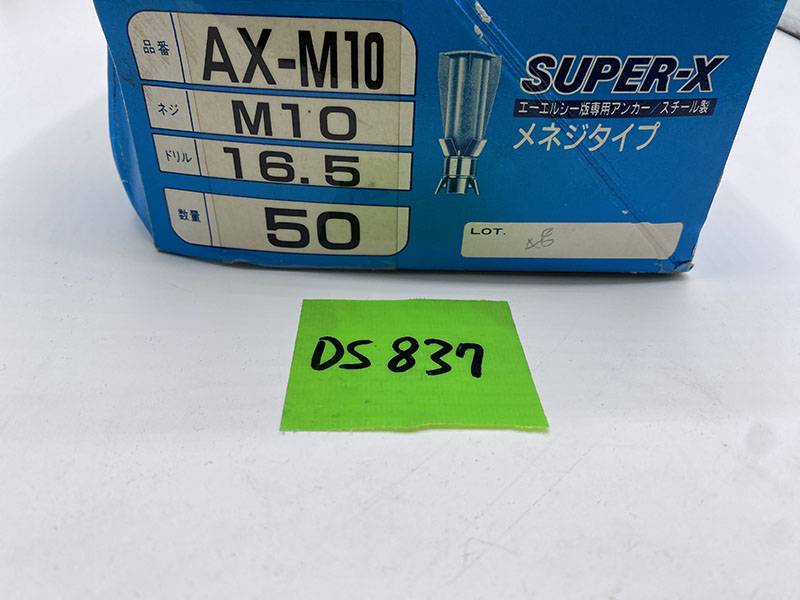 品番 AX-M10
ネジ M10
ドリル 16.5
数量 50
SUPER-X
エーエルシー版専用アンカー/スチール製
メネジタイプ
LOT.
DS 837